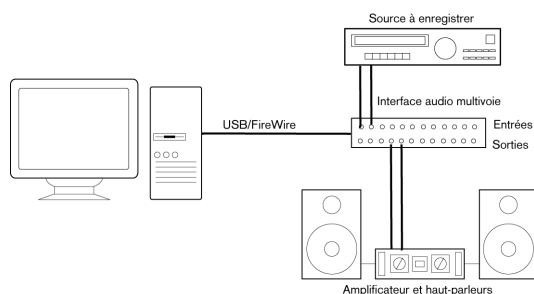 Source à enregistrer
Interface audio multivoie
USB/FireWire
Entrées
Sorties
Amplificateur et haut-parleurs